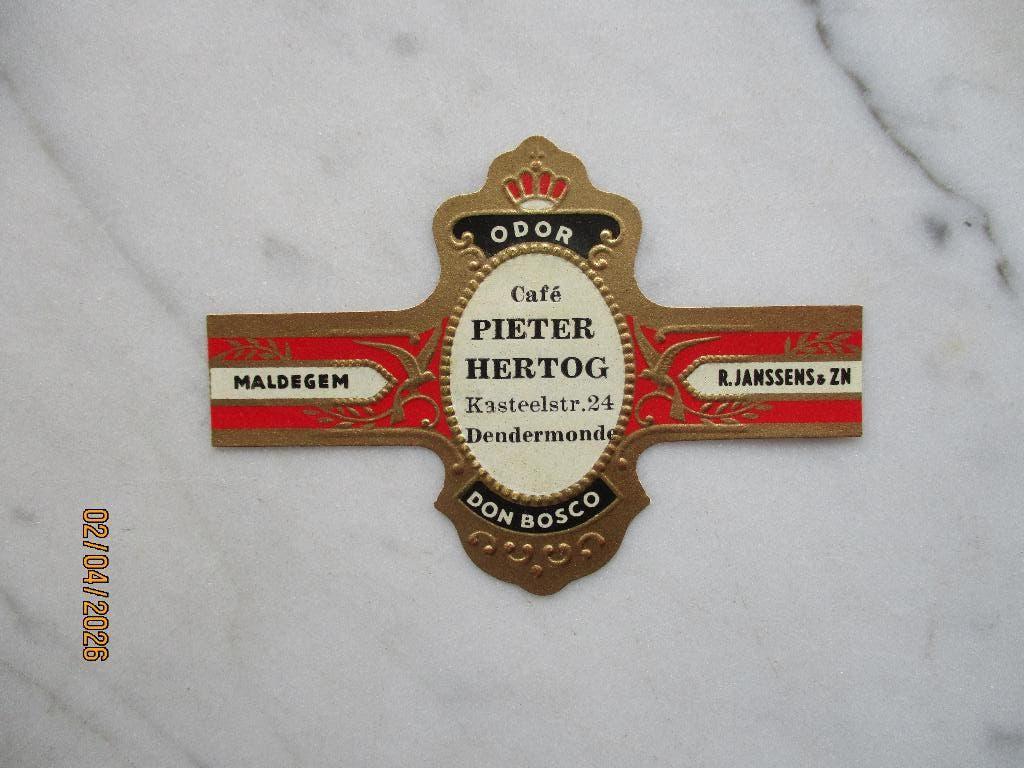 ODOR
Café
PIETER
HERTOG
Kasteelstr.24
Dendermonde
DON BOSCO
MALDEGEM
R.JANSSENS & ZN
02/04/2026